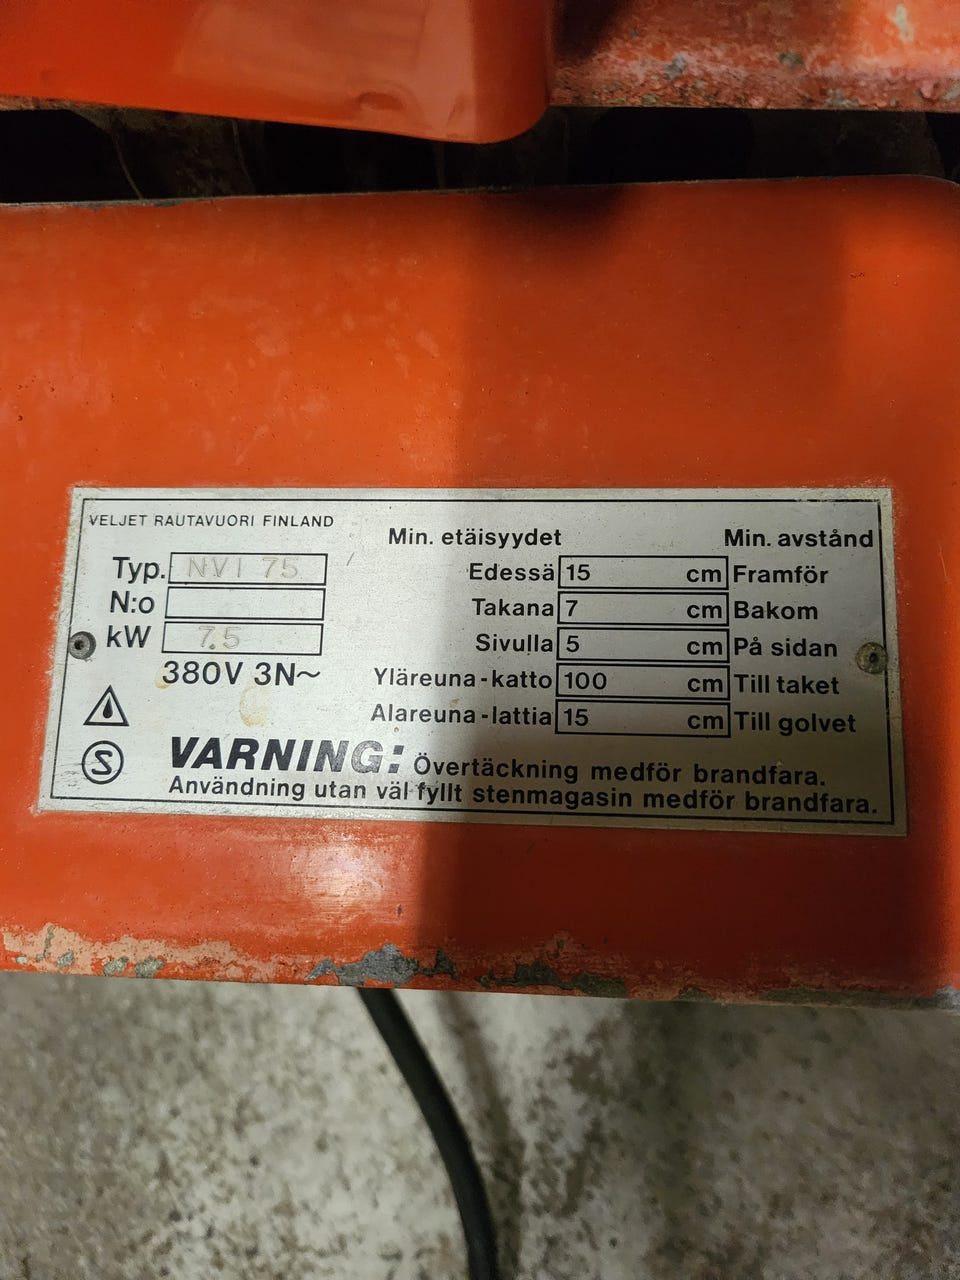 VELJET RAUTAVUORI FINLAND
Typ. NVI 75
N:o
kW 7.5
380V 3N~
Min. etäisyydet Min. avstånd
Edessä 15 cm Framför
Takana 7 cm Bakom
Sivulla 5 cm På sidan
Yläreuna-katto 100 cm Till taket
Alareuna-lattia 15 cm Till golvet
S
VARNING: Övertäckning medför brandfara.
Användning utan väl fyllt stenmagasin medför brandfara.